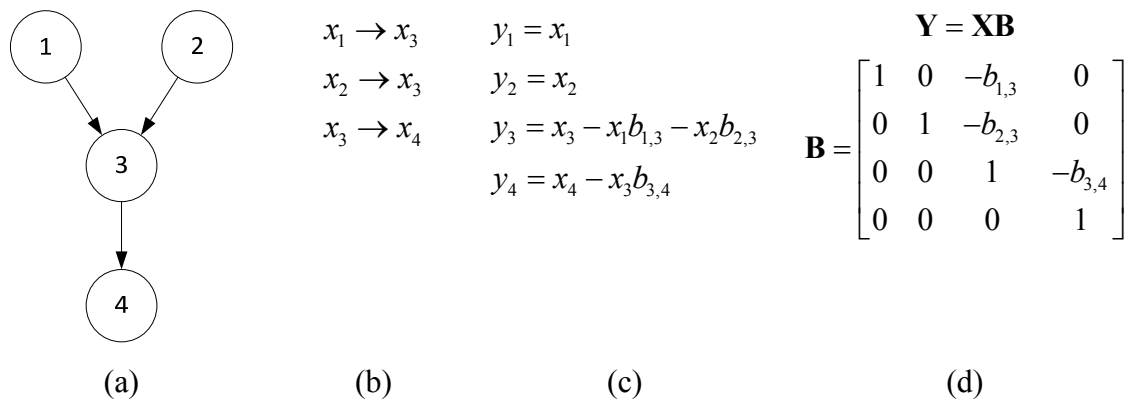 1
2
3
4
(a)
x₁ → x₃
x₂ → x₃
x₃ → x₄
(b)
y₁ = x₁
y₂ = x₂
y₃ = x₃ − x₁b₁,₃ − x₂b₂,₃
y₄ = x₄ − x₃b₃,₄
(c)
Y = XB
B = [1 0 −b₁,₃ 0
0 1 −b₂,₃ 0
0 0 1 −b₃,₄
0 0 0 1]
(d)